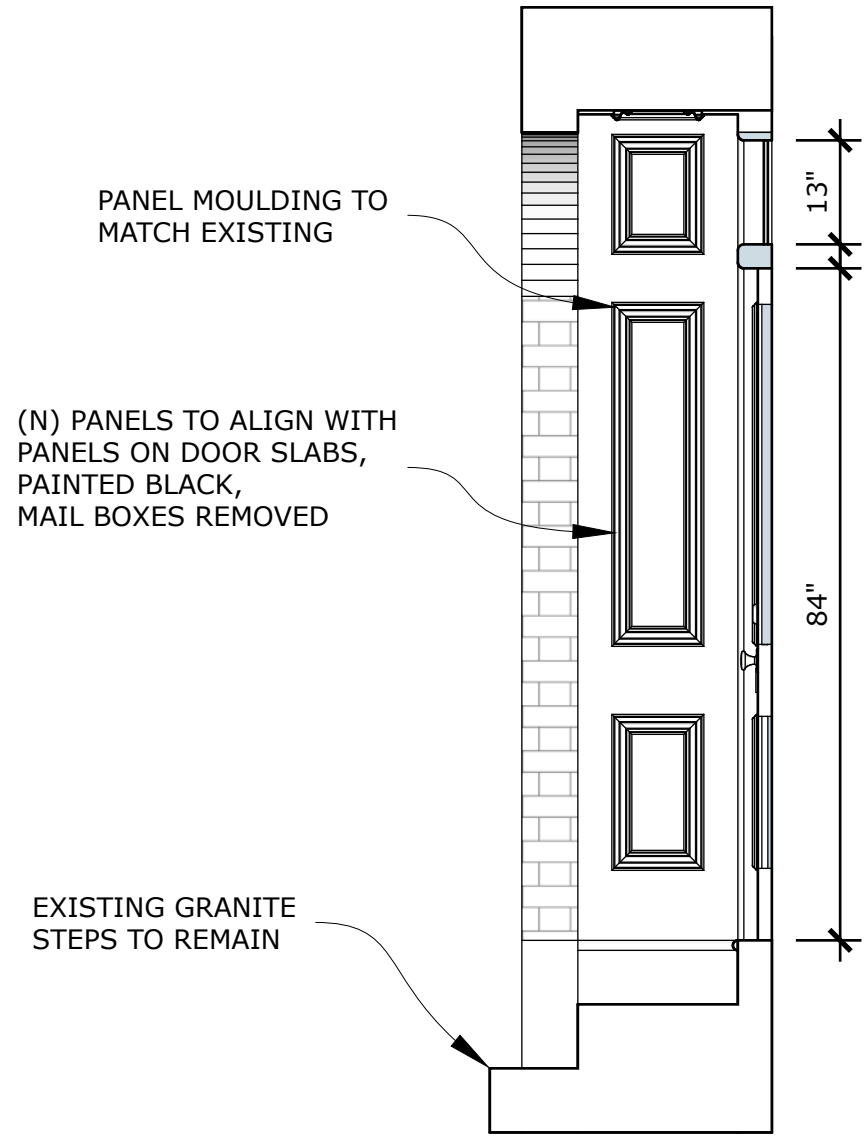 PANEL MOULDING TO
MATCH EXISTING
13"
(N) PANELS TO ALIGN WITH
PANELS ON DOOR SLABS,
PAINTED BLACK,
MAIL BOXES REMOVED
84"
EXISTING GRANITE
STEPS TO REMAIN